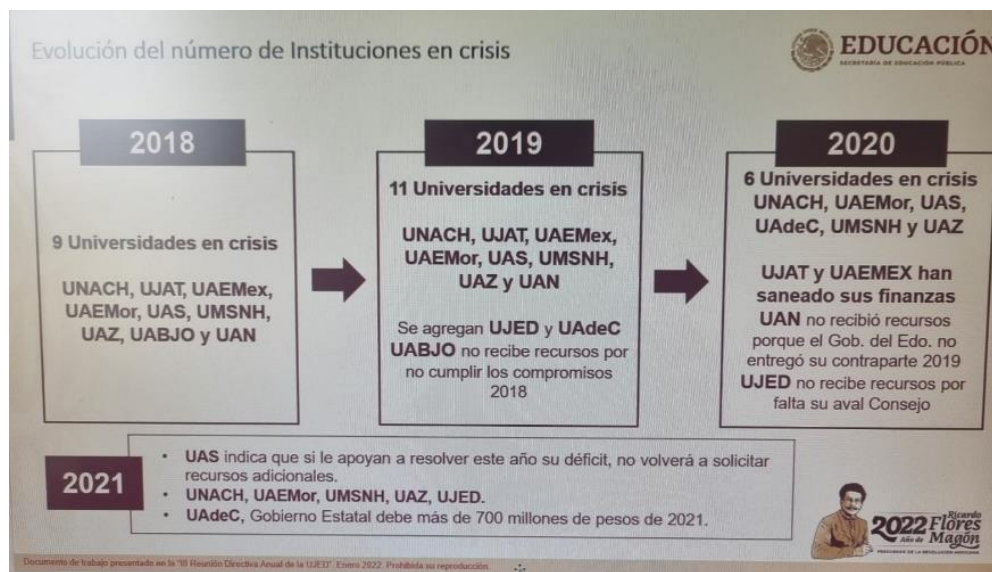 Evolución del número de Instituciones en crisis
EDUCACIÓN
SECRETARÍA DE EDUCACIÓN PÚBLICA
2018
9 Universidades en crisis
UNACH, UJAT, UAEMex,
UAEMor, UAS, UMSNH,
UAZ, UABJO y UAN
2019
11 Universidades en crisis
UNACH, UJAT, UAEMex,
UAEMor, UAS, UMSNH,
UAZ y UAN
Se agregan UJED y UAdeC
UABJO no recibe recursos por
no cumplir los compromisos
2018
2020
6 Universidades en crisis
UNACH, UAEMor, UAS,
UAdeC, UMSNH y UAZ
UJAT y UAEMEX han
saneado sus finanzas
UAN no recibió recursos
porque el Gob. del Edo. no
entregó su contraparte 2019
UJED no recibe recursos por
falta su aval Consejo
2021
• UAS indica que si le apoyan a resolver este año su déficit, no volverá a solicitar
recursos adicionales.
• UNACH, UAEMor, UMSNH, UAZ, UJED.
• UAdeC, Gobierno Estatal debe más de 700 millones de pesos de 2021.
2022 Ricardo
Año de Flores
Magón
PRECURSOR DE LA REVOLUCIÓN MEXICANA
Documento de trabajo presentado en la "III Reunión Directiva Anual de la UJED". Enero 2022. Prohibida su reproducción.